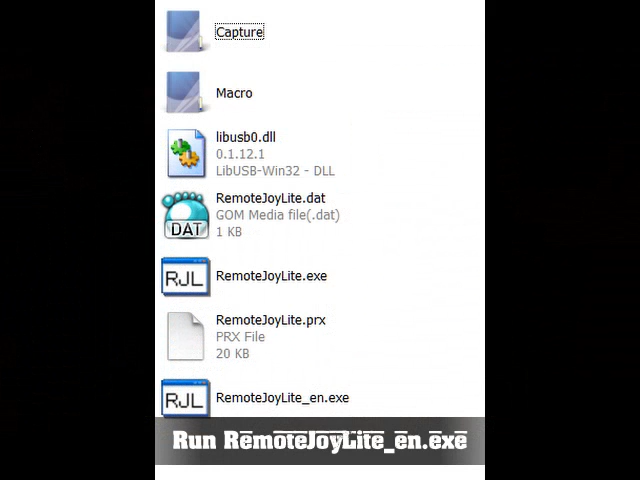 Capture
Macro
libusb0.dll
0.1.12.1
LibUSB-Win32 - DLL
DAT
RemoteJoyLite.dat
GOM Media file(.dat)
1 KB
RJL
RemoteJoyLite.exe
RemoteJoyLite.prx
PRX File
20 KB
RJL
RemoteJoyLite_en.exe
Run RemoteJoyLite_en.exe